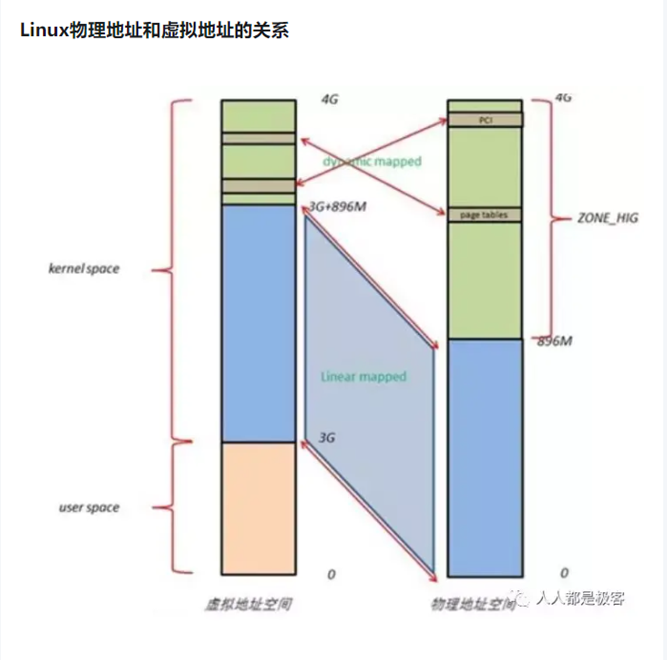 Linux物理地址和虚拟地址的关系
4G
4G
PCI
dynamic mapped
3G+896M
page tables
ZONE_HIG
kernel space
896M
Linear mapped
3G
user space
0
0
虚拟地址空间
物理地址空间
人人都是极客